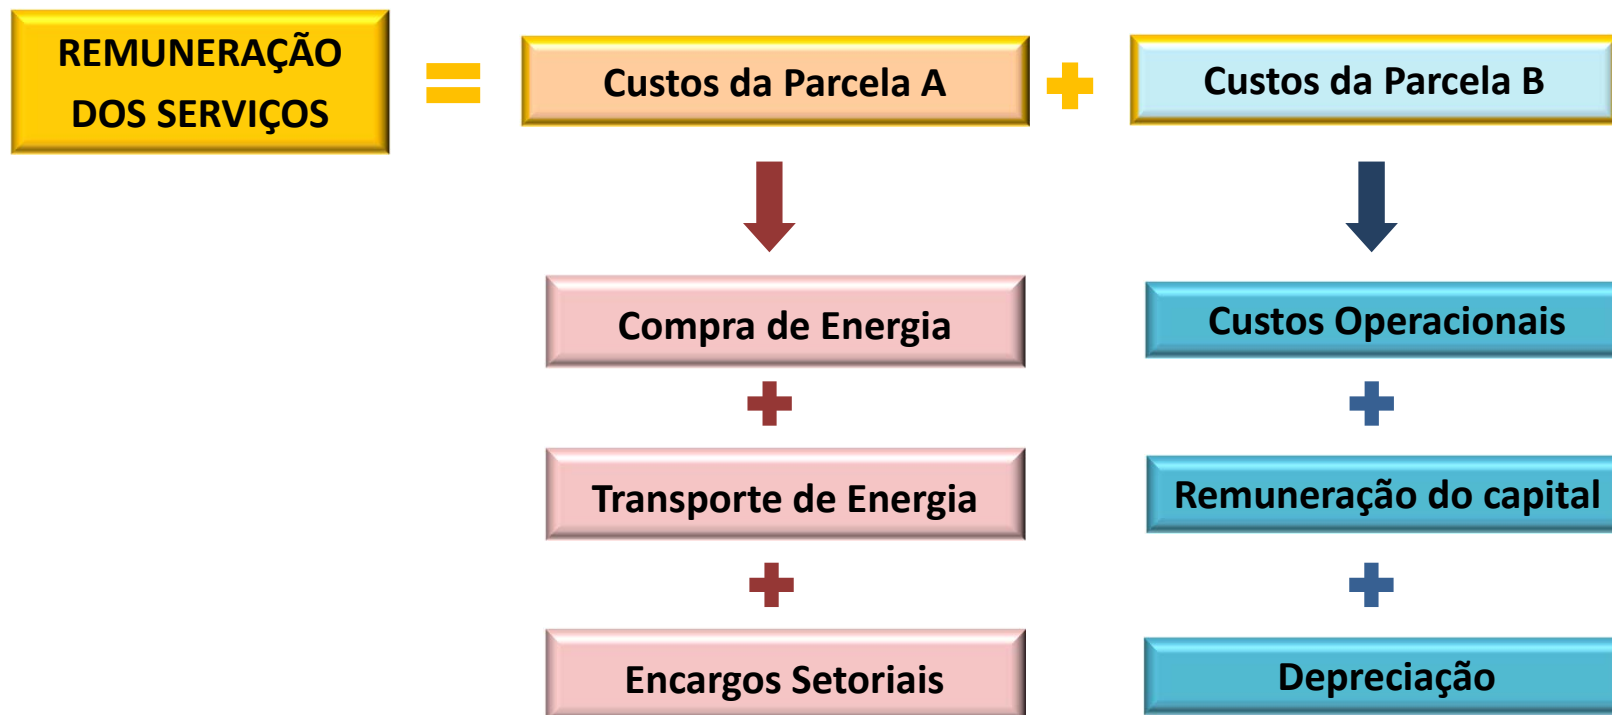 REMUNERAÇÃO
DOS SERVIÇOS
=
Custos da Parcela A
+
Custos da Parcela B
Compra de Energia
+
Transporte de Energia
+
Encargos Setoriais
Custos Operacionais
+
Remuneração do capital
+
Depreciação